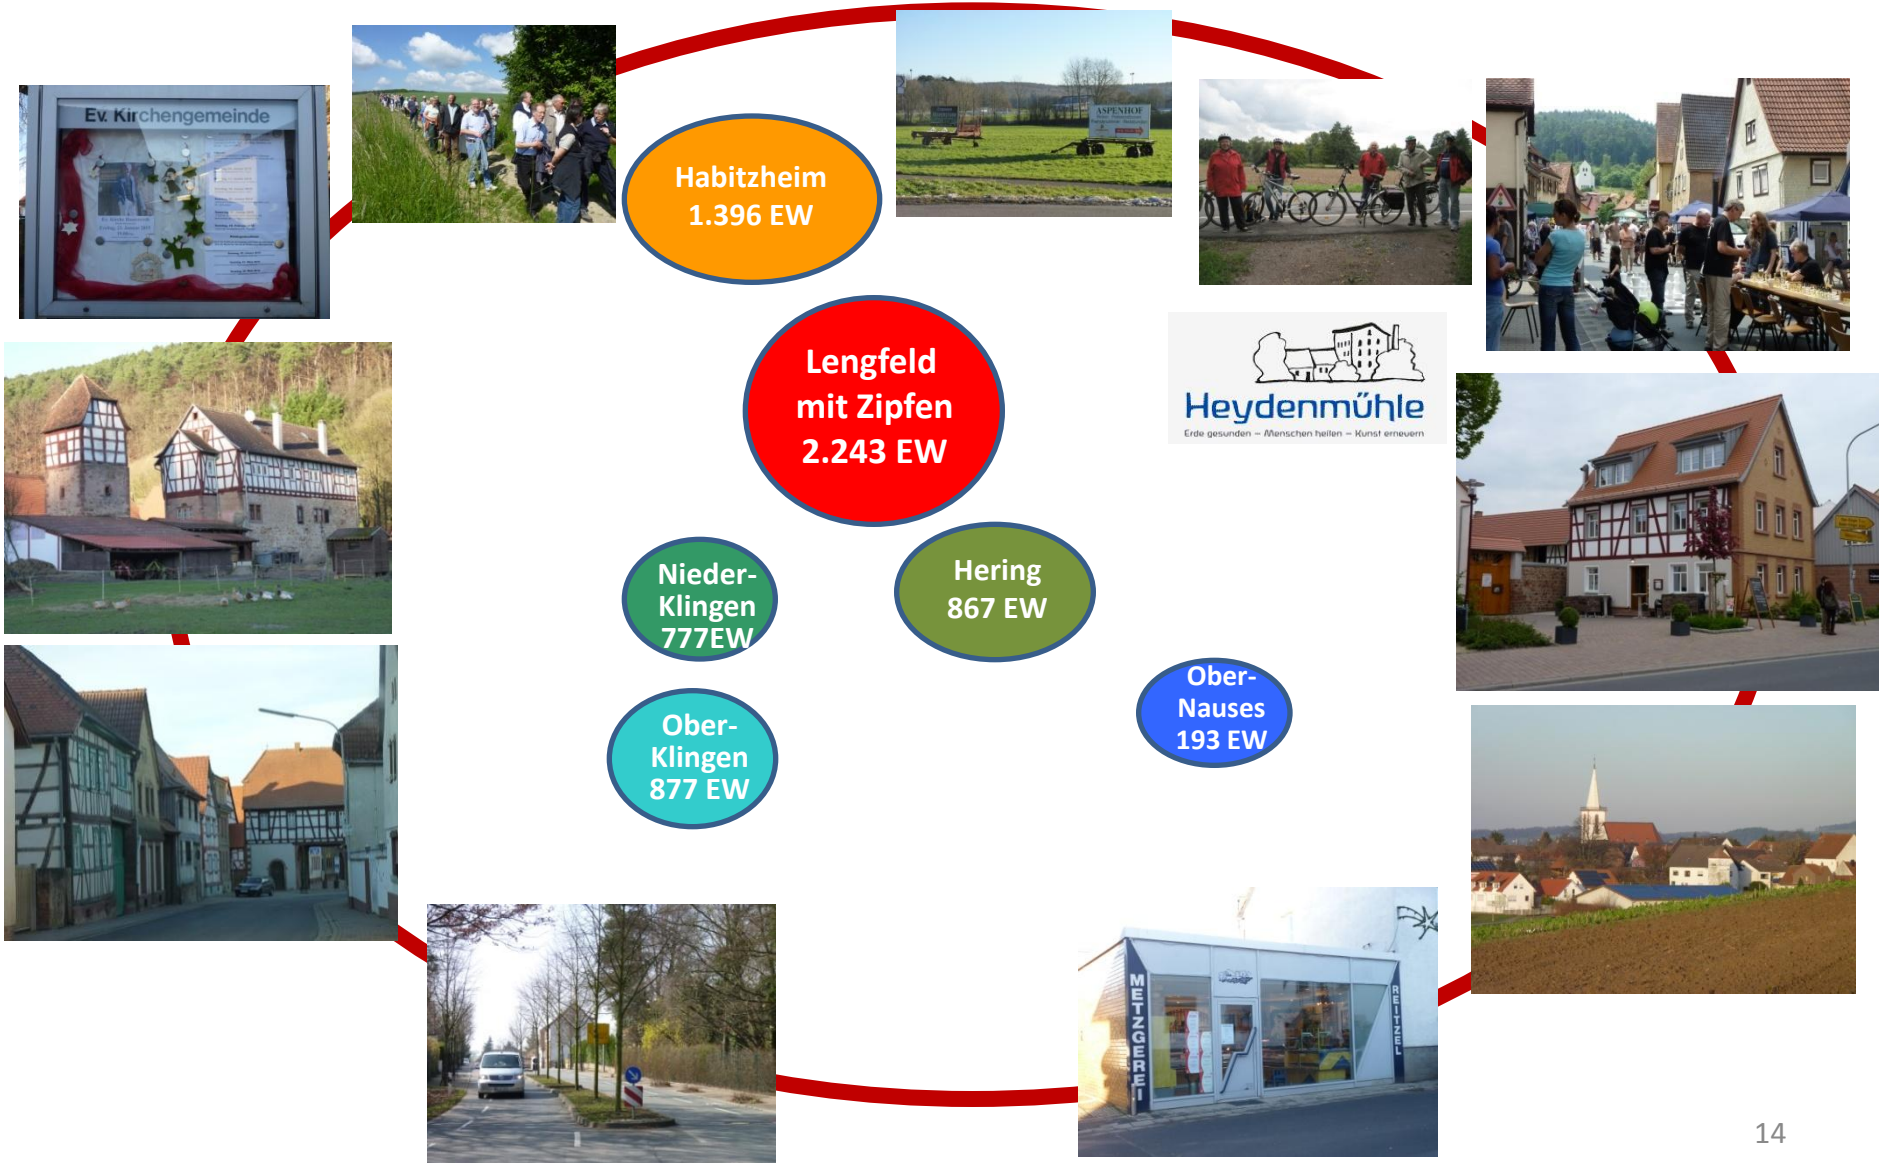 Ev. Kirchengemeinde
Habitzheim
1.396 EW
ASPENHOF
Lengfeld
mit Zipfen
2.243 EW
Heydenmühle
Erde gesunden – Menschen heilen – Kunst erneuern
Nieder-
Klingen
777EW
Hering
867 EW
Ober-
Nauses
193 EW
Ober-
Klingen
877 EW
METZGEREI
REITZEL
14